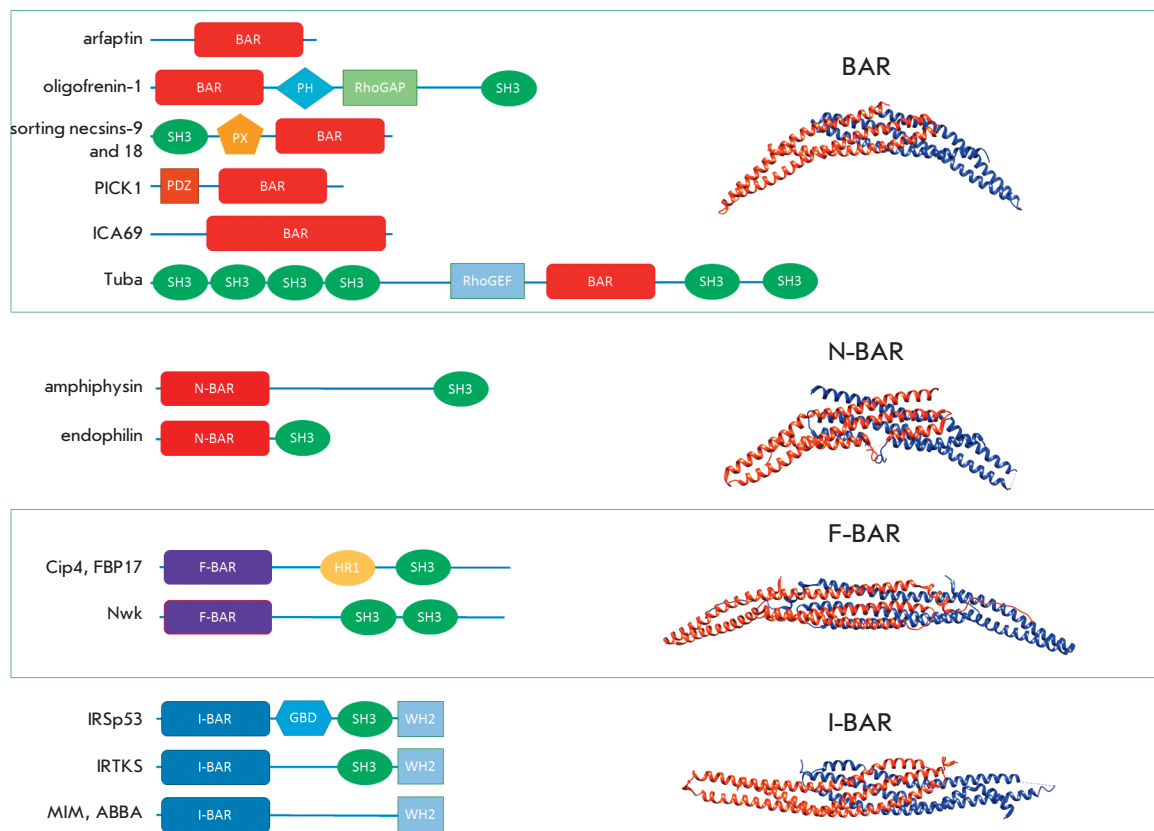 arfaptin
BAR
BAR
oligofrenin-1
BAR
PH
RhoGAP
SH3
sorting necsins-9
and 18
SH3
PX
BAR
PICK1
PDZ
BAR
ICA69
BAR
Tuba
SH3
SH3
SH3
SH3
RhoGEF
BAR
SH3
SH3
N-BAR
amphiphysin
N-BAR
SH3
endophilin
N-BAR
SH3
F-BAR
Cip4, FBP17
F-BAR
HR1
SH3
Nwk
F-BAR
SH3
SH3
I-BAR
IRSp53
I-BAR
GBD
SH3
WH2
IRTKS
I-BAR
SH3
WH2
MIM, ABBA
I-BAR
WH2